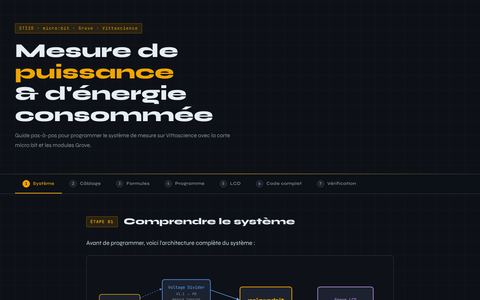 STI2D · micro:bit · Grove · Vittascience
Mesure de
puissance
& d'énergie
consommée
Guide pas-à-pas pour programmer le système de mesure sur Vittascience avec la carte
micro:bit et les modules Grove.
1 Système 2 Câblage 3 Formules 4 Programme 5 LCD 6 Code complet 7 Vérification
ÉTAPE 01 Comprendre le système
Avant de programmer, voici l'architecture complète du système :
Voltage Divider